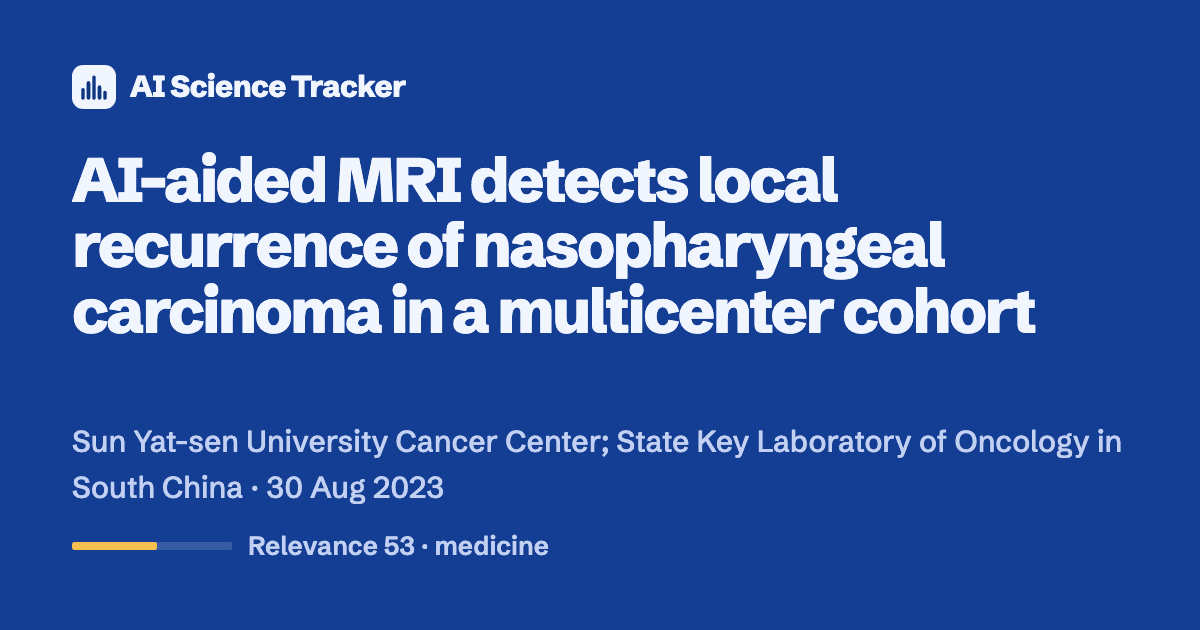 AI Science Tracker
AI-aided MRI detects local
recurrence of nasopharyngeal
carcinoma in a multicenter cohort
Sun Yat-sen University Cancer Center; State Key Laboratory of Oncology in
South China · 30 Aug 2023
Relevance 53 · medicine